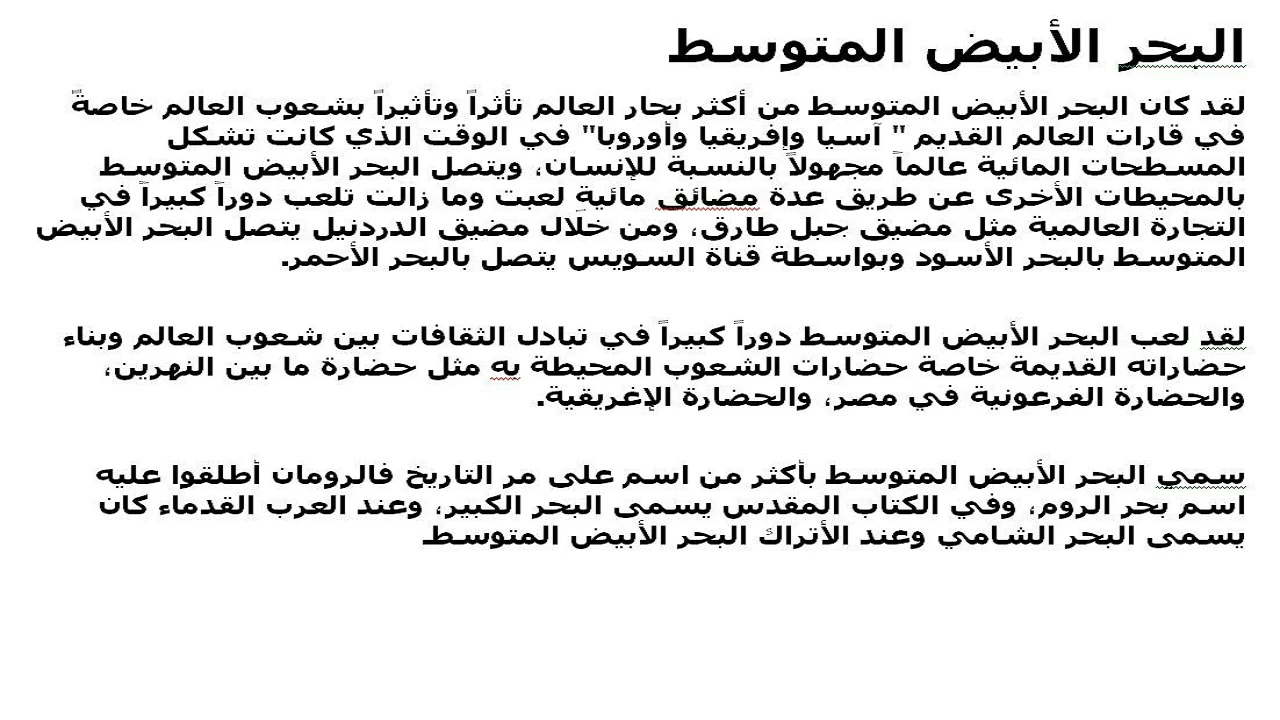 البحر الأبيض المتوسط
لقد كان البحر الأبيض المتوسط من أكثر بحار العالم تأثراً وتأثيراً بشعوب العالم خاصةً
في قارات العالم القديم " آسيا وإفريقيا وأوروبا" في الوقت الذي كانت تشكل
المسطحات المائية عالماً مجهولاً بالنسبة للإنسان، ويتصل البحر الأبيض المتوسط
بالمحيطات الأخرى عن طريق عدة مضائق مائية لعبت وما زالت تلعب دوراً كبيراً في
التجارة العالمية مثل مضيق جبل طارق، ومن خلال مضيق الدردنيل يتصل البحر الأبيض
المتوسط بالبحر الأسود وبواسطة قناة السويس يتصل بالبحر الأحمر.
لقد لعب البحر الأبيض المتوسط دوراً كبيراً في تبادل الثقافات بين شعوب العالم وبناء
حضاراته القديمة خاصة حضارات الشعوب المحيطة به مثل حضارة ما بين النهرين،
والحضارة الفرعونية في مصر، والحضارة الإغريقية.
سمي البحر الأبيض المتوسط بأكثر من اسم على مر التاريخ فالرومان أطلقوا عليه
اسم بحر الروم، وفي الكتاب المقدس يسمى البحر الكبير، وعند العرب القدماء كان
يسمى البحر الشامي وعند الأتراك البحر الأبيض المتوسط